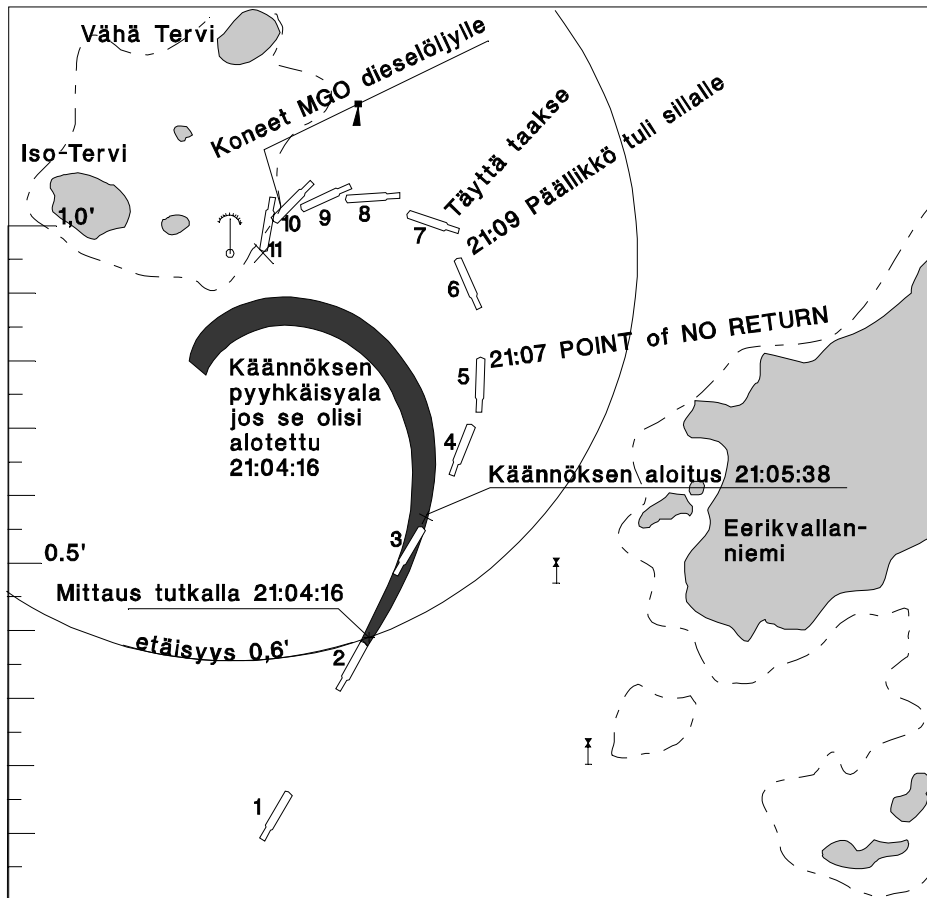 Vähä Tervi
Koneet MGO dieselöljylle
Iso-Tervi
Täyttä taakse
21:09 Päällikkö tuli sillalle
1,0'
11
10
9
8
7
6
21:07 POINT of NO RETURN
5
4
Käännöksen
pyyhkäisyala
jos se olisi
alotettu
21:04:16
Käännöksen aloitus 21:05:38
3
Eerikvallan-
niemi
0.5'
Mittaus tutkalla 21:04:16
etäisyys 0,6'
2
1